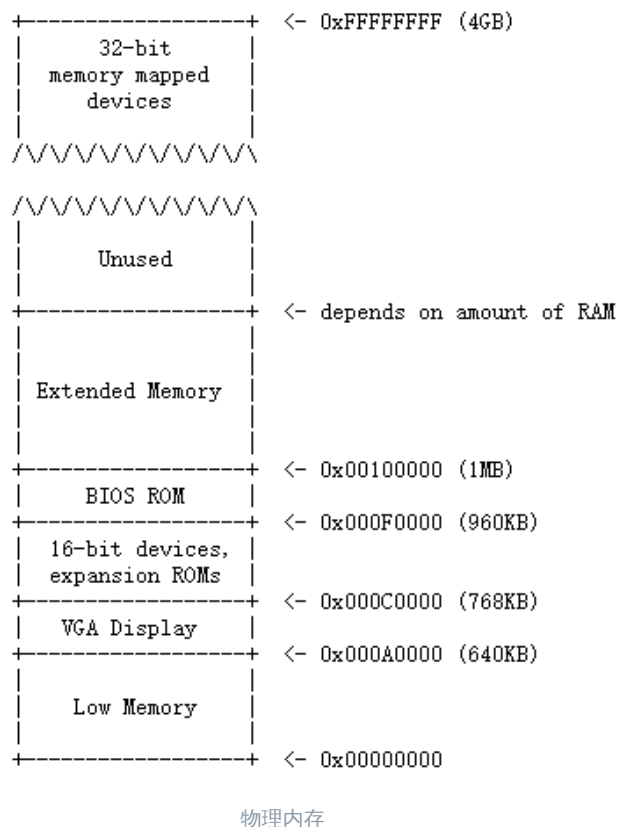 +------------------+  <- 0xFFFFFFFF (4GB)
|      32-bit      |
|  memory mapped   |
|     devices      |
|                  |
/\/\/\/\/\/\/\/\/\/\
/\/\/\/\/\/\/\/\/\/\
|                  |
|      Unused      |
|                  |
+------------------+  <- depends on amount of RAM
|                  |
|                  |
| Extended Memory  |
|                  |
|                  |
+------------------+  <- 0x00100000 (1MB)
|     BIOS ROM     |
+------------------+  <- 0x000F0000 (960KB)
|  16-bit devices, |
|  expansion ROMs  |
+------------------+  <- 0x000C0000 (768KB)
|   VGA Display    |
+------------------+  <- 0x000A0000 (640KB)
|                  |
|    Low Memory    |
|                  |
+------------------+  <- 0x00000000
物理内存